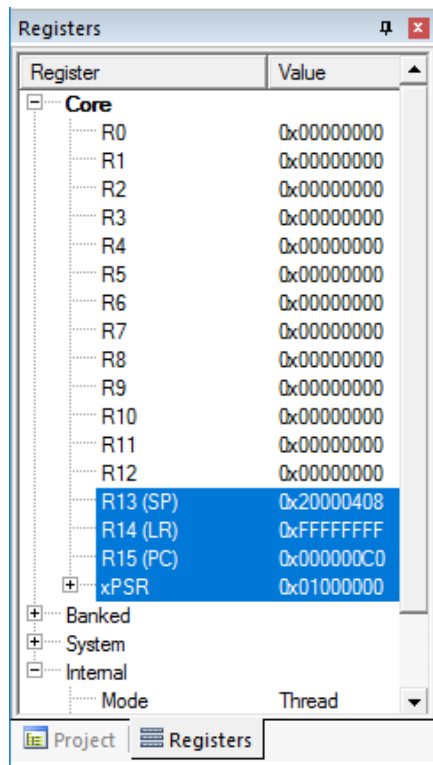 Registers
Register Value
Core
R0 0x00000000
R1 0x00000000
R2 0x00000000
R3 0x00000000
R4 0x00000000
R5 0x00000000
R6 0x00000000
R7 0x00000000
R8 0x00000000
R9 0x00000000
R10 0x00000000
R11 0x00000000
R12 0x00000000
R13 (SP) 0x20000408
R14 (LR) 0xFFFFFFFF
R15 (PC) 0x000000C0
xPSR 0x01000000
Banked
System
Internal
Mode Thread
Project Registers